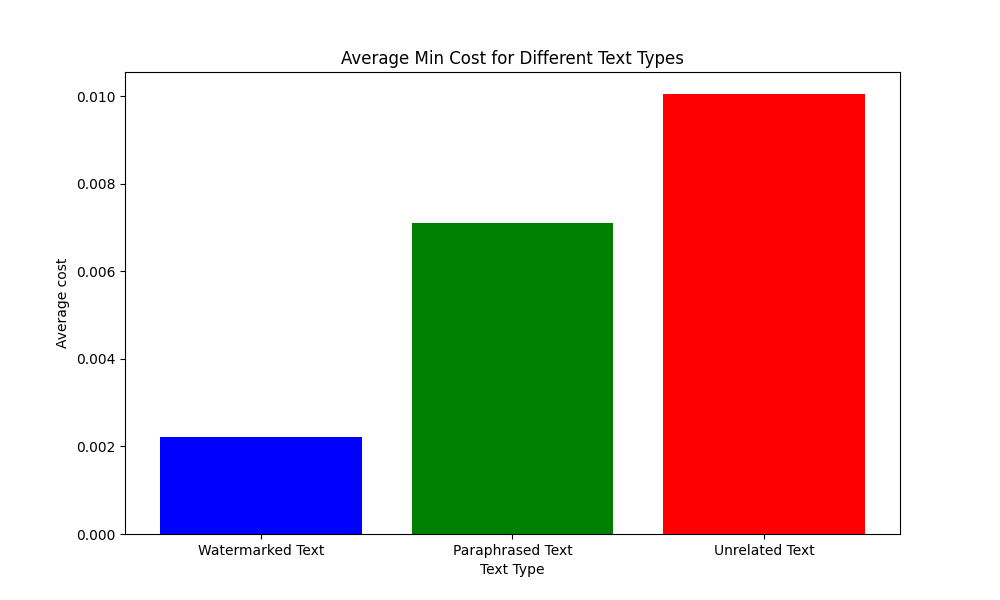 Average Min Cost for Different Text Types
0.010
0.008
0.006
0.004
0.002
0.000
Average cost
Watermarked Text
Paraphrased Text
Unrelated Text
Text Type